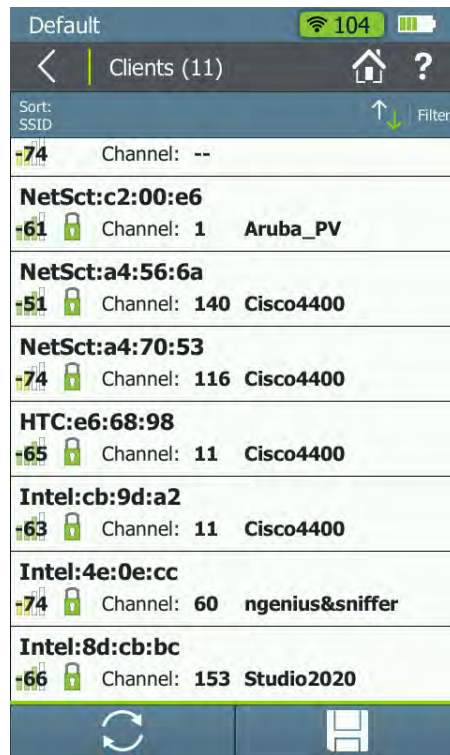 Default 104
Clients (11) ?
Sort:
SSID Filter
-74 Channel: --
NetSct:c2:00:e6
-61 Channel: 1 Aruba_PV
NetSct:a4:56:6a
-51 Channel: 140 Cisco4400
NetSct:a4:70:53
-74 Channel: 116 Cisco4400
HTC:e6:68:98
-65 Channel: 11 Cisco4400
Intel:cb:9d:a2
-63 Channel: 11 Cisco4400
Intel:4e:0e:cc
-74 Channel: 60 ngenius&sniffer
Intel:8d:cb:bc
-66 Channel: 153 Studio2020